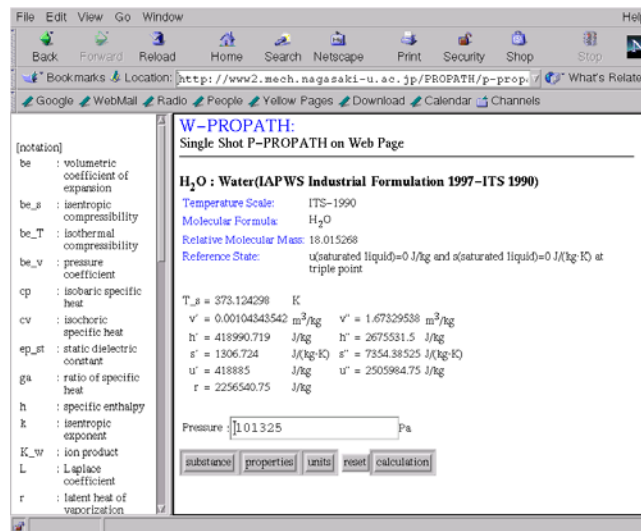 File Edit View Go Window Help
Back Forward Reload Home Search Netscape Print Security Shop Stop N
Bookmarks Location: http://www2.mech.nagasaki-u.ac.jp/PROPATH/p-prop. What's Relate
Google WebMail Radio People Yellow Pages Download Calendar Channels
[notation]
be : volumetric
coefficient of
expansion
be_s : isentropic
compressibility
be_T : isothermal
compressibility
be_v : pressure
coefficient
cp : isobaric specific
heat
cv : isochoric
specific heat
ep_st : static dielectric
constant
ga : ratio of specific
heat
h : specific enthalpy
k : isentropic
exponent
K_w : ion product
L : Laplace
coefficient
r : latent heat of
vaporization
W-PROPATH:
Single Shot P-PROPATH on Web Page
H2O : Water(IAPWS Industrial Formulation 1997-ITS 1990)
Temperature Scale: ITS-1990
Molecular Formula: H2O
Relative Molecular Mass: 18.015268
Reference State: u(saturated liquid)=0 J/kg and s(saturated liquid)=0 J/(kg·K) at
triple point
T_s = 373.124298 K
v' = 0.00104343542 m3/kg v" = 1.67329538 m3/kg
h' = 418990.719 J/kg h" = 2675531.5 J/kg
s' = 1306.724 J/(kg·K) s" = 7354.38525 J/(kg·K)
u' = 418885 J/kg u" = 2505984.75 J/kg
r = 2256540.75 J/kg
Pressure : 101325 Pa
substance properties units reset calculation